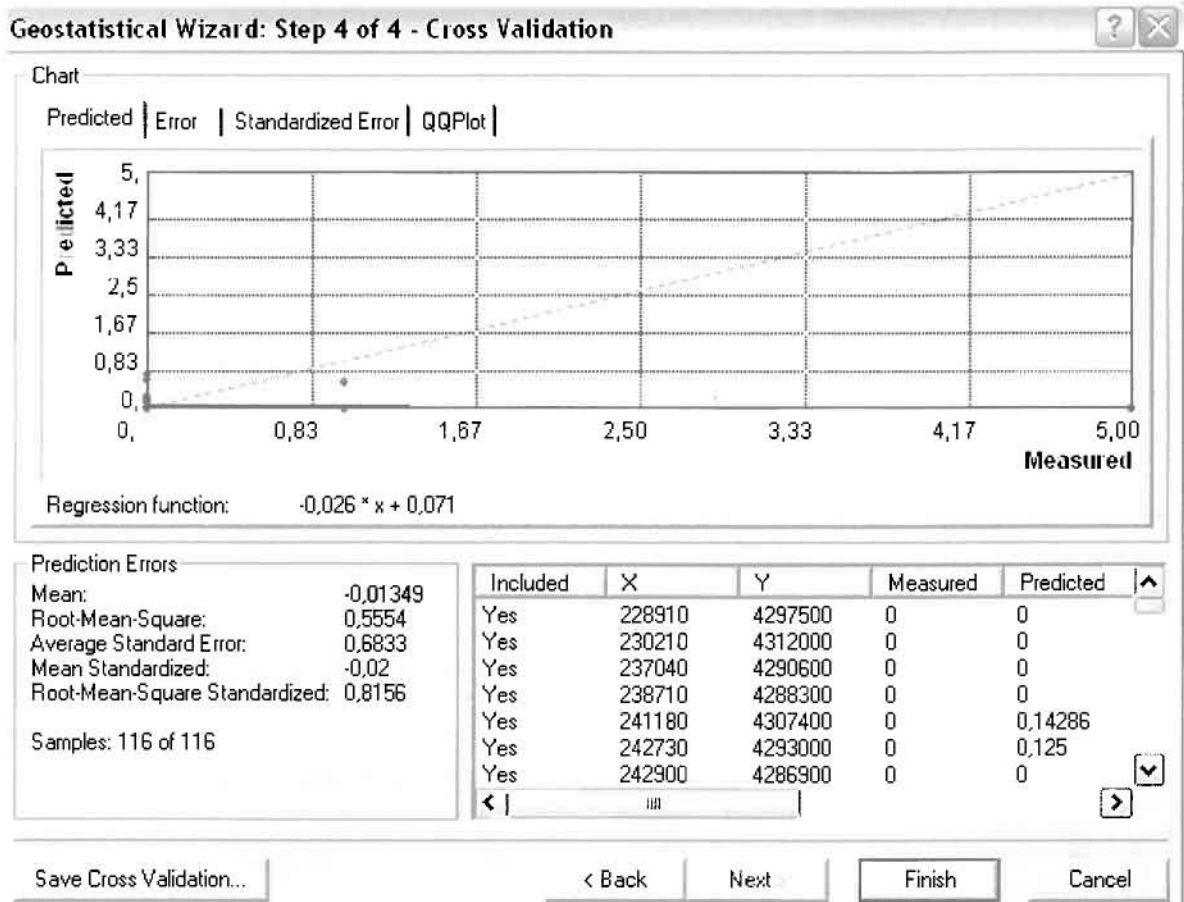 Geostatistical Wizard: Step 4 of 4 - Cross Validation
Chart
Predicted Error Standardized Error QQPlot
Predicted
5,
4,17
3,33
2,5
1,67
0,83
0,
0, 0,83 1,67 2,50 3,33 4,17 5,00
Measured
Regression function: -0,026 * x + 0,071
Prediction Errors
Mean: -0,01349
Root-Mean-Square: 0,5554
Average Standard Error: 0,6833
Mean Standardized: -0,02
Root-Mean-Square Standardized: 0,8156
Samples: 116 of 116
Included X Y Measured Predicted
Yes 228910 4297500 0 0
Yes 230210 4312000 0 0
Yes 237040 4290600 0 0
Yes 238710 4288300 0 0
Yes 241180 4307400 0 0,14286
Yes 242730 4293000 0 0,125
Yes 242900 4286900 0 0
Save Cross Validation... < Back Next Finish Cancel